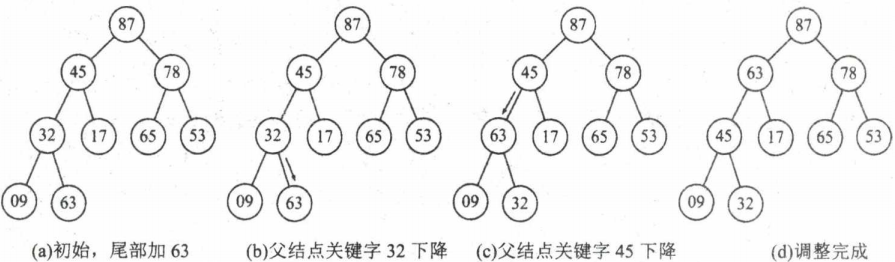 87 87 87 87
45 78 45 78 45 78 63 78
32 17 65 53 32 17 65 53 63 17 65 53 45 17 65 53
09 63 09 63 09 32 09 32
(a)初始，尾部加 63 (b)父结点关键字 32 下降 (c)父结点关键字 45 下降 (d)调整完成